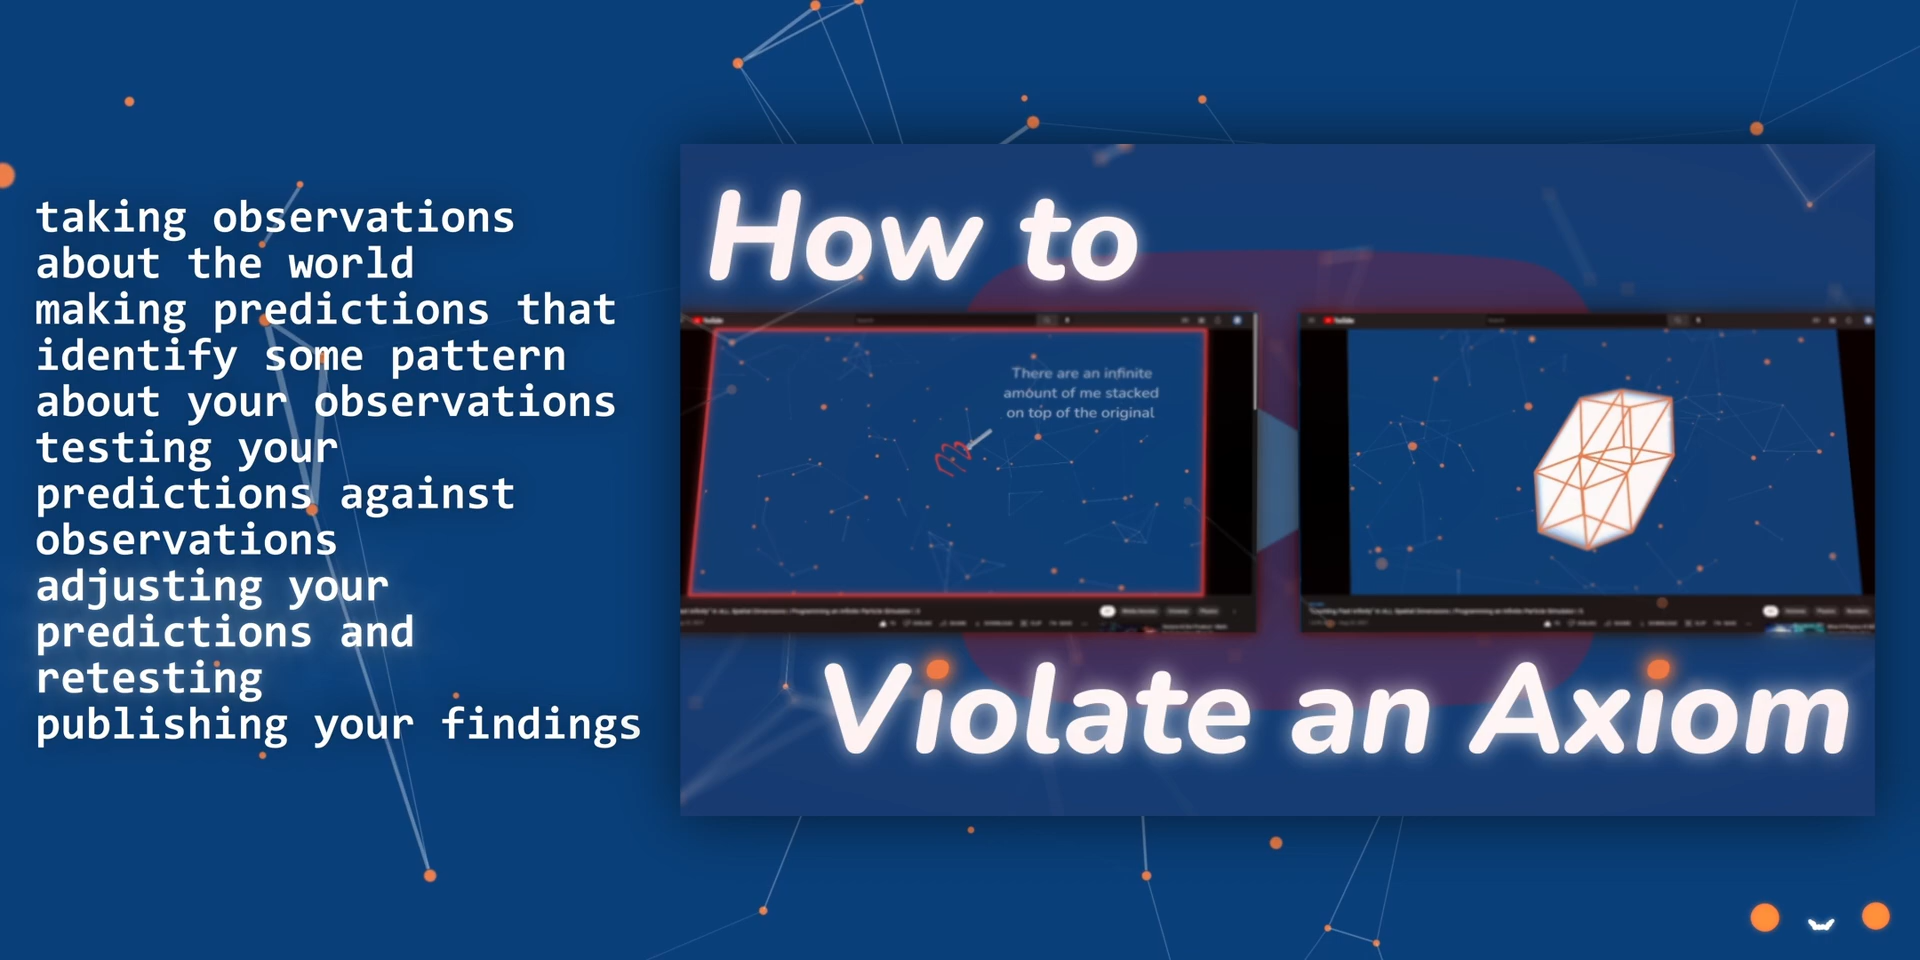 taking observations
about the world
making predictions that
identify some pattern
about your observations
testing your
predictions against
observations
adjusting your
predictions and
retesting
publishing your findings
How to
There are an infinite
amount of me stacked
on top of the original
Violate an Axiom